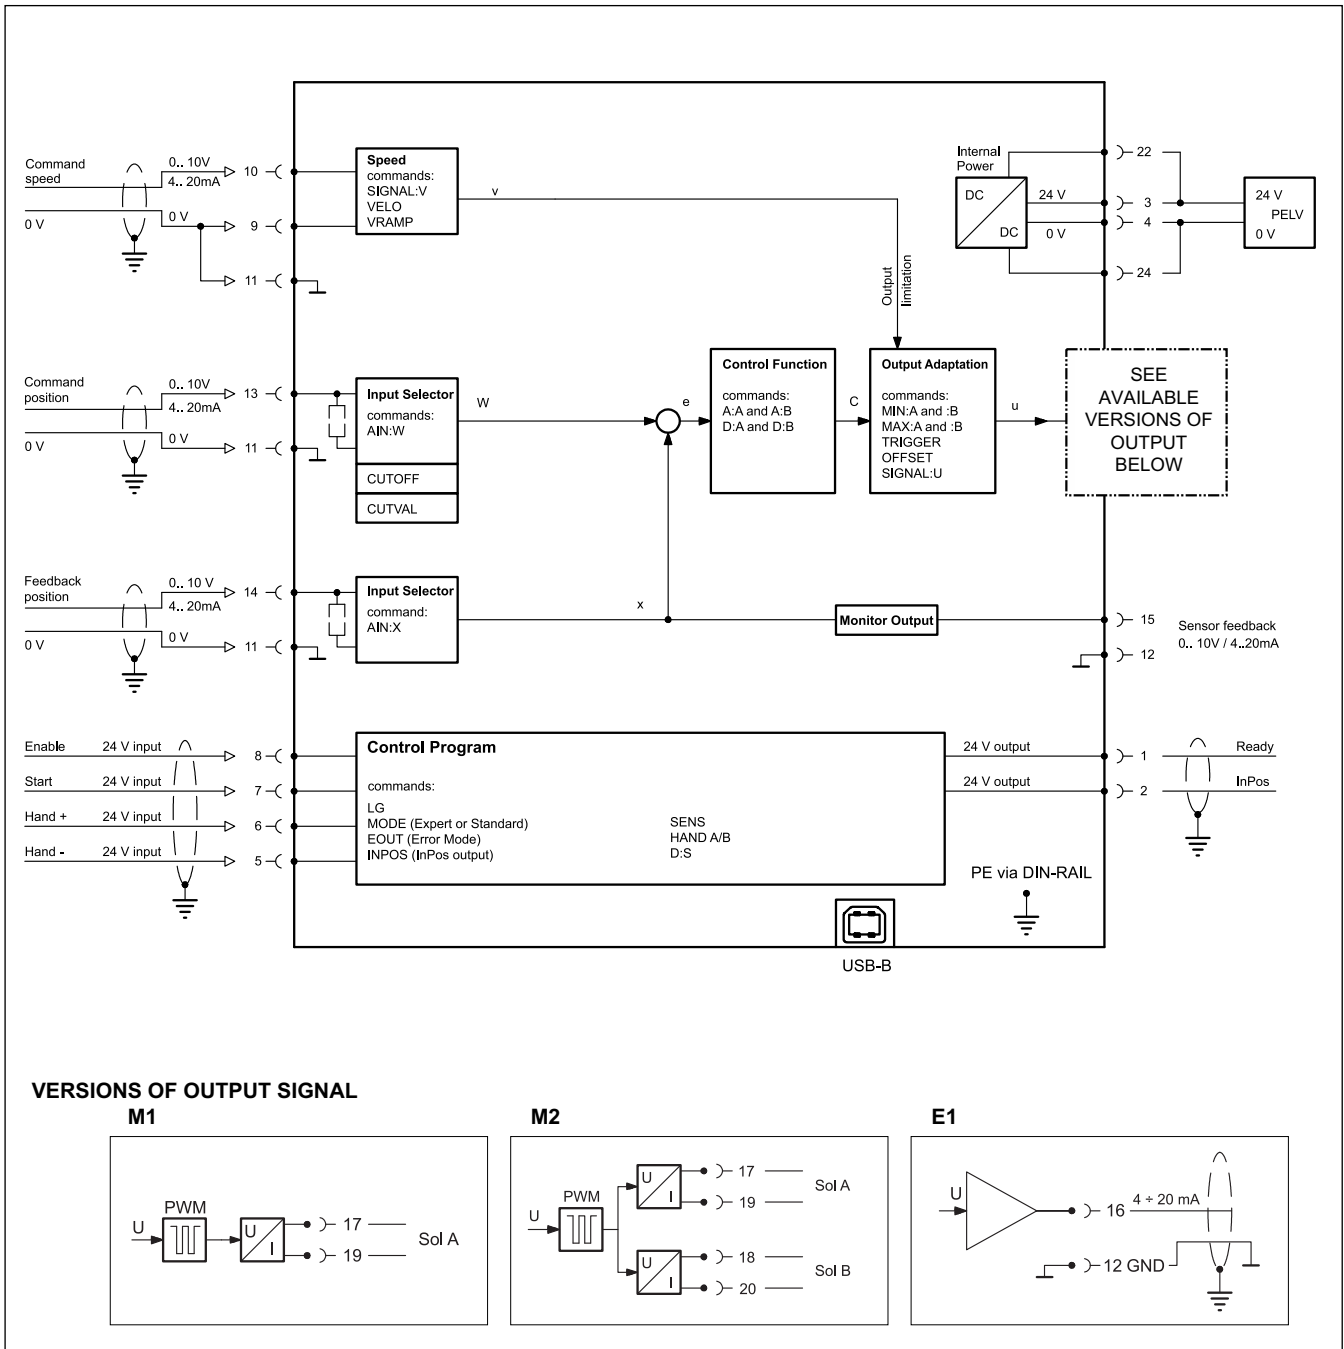 Command
speed
0.. 10V
4.. 20mA
10
0 V
0 V
9
11
Speed
commands:
SIGNAL:V
VELO
VRAMP
v
Output
limitation
Internal
Power
DC
DC
24 V
0 V
22
3
4
24
24 V
PELV
0 V
Command
position
0.. 10V
4.. 20mA
13
0 V
0 V
11
Input Selector
commands:
AIN:W
CUTOFF
CUTVAL
W
e
Control Function
commands:
A:A and A:B
D:A and D:B
C
Output Adaptation
commands:
MIN:A and :B
MAX:A and :B
TRIGGER
OFFSET
SIGNAL:U
u
SEE
AVAILABLE
VERSIONS OF
OUTPUT
BELOW
Feedback
position
0.. 10 V
4.. 20mA
14
0 V
0 V
11
Input Selector
command:
AIN:X
x
Monitor Output
15
12
Sensor feedback
0.. 10V / 4..20mA
Enable 24 V input 8
Start 24 V input 7
Hand + 24 V input 6
Hand - 24 V input 5
Control Program
commands:
LG
MODE (Expert or Standard)
EOUT (Error Mode)
INPOS (InPos output)
SENS
HAND A/B
D:S
24 V output 1 Ready
24 V output 2 InPos
PE via DIN-RAIL
USB-B
VERSIONS OF OUTPUT SIGNAL
M1
U
PWM
U
I
17
19
Sol A
M2
U
PWM
U
I
17
19
Sol A
U
I
18
20
Sol B
E1
U
16
4 ÷ 20 mA
12 GND